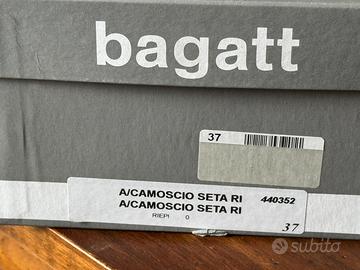 bagatt
37
A/CAMOSCIO SETA RI 440352
A/CAMOSCIO SETA RI
RIEPI 0
37
subito